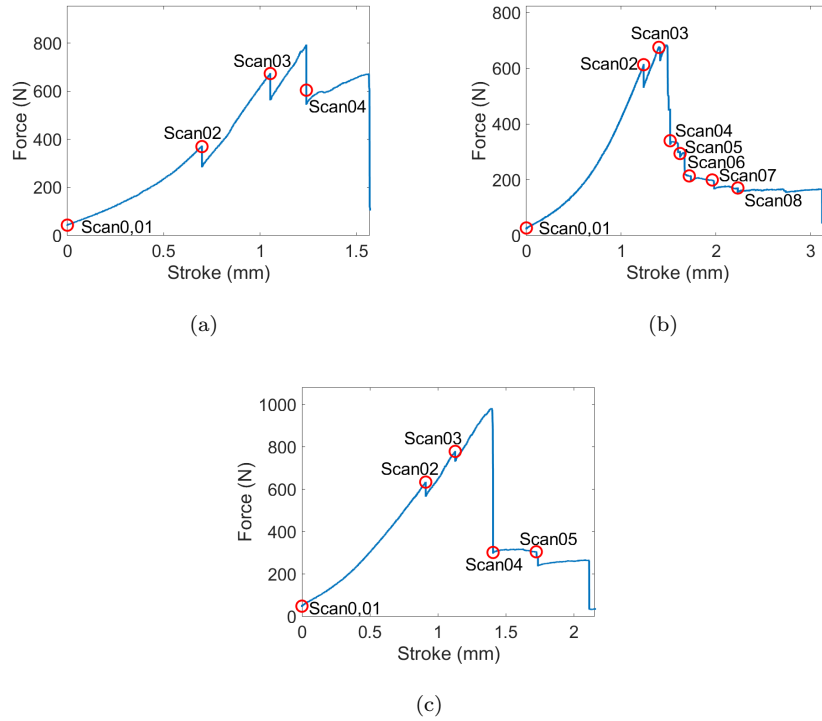 800
600
400
200
0
Force (N)
Scan03
Scan02
Scan04
Scan0,01
0
0.5
1
1.5
Stroke (mm)
(a)
800
600
400
200
0
Force (N)
Scan03
Scan02
Scan04
Scan05
Scan06
Scan07
Scan08
Scan0,01
0
1
2
3
Stroke (mm)
(b)
1000
800
600
400
200
0
Force (N)
Scan03
Scan02
Scan05
Scan04
Scan0,01
0
0.5
1
1.5
2
Stroke (mm)
(c)